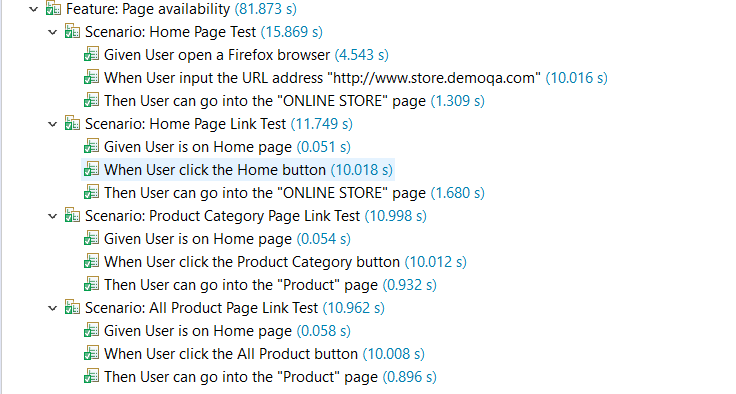 Feature: Page availability (81.873 s)
Scenario: Home Page Test (15.869 s)
Given User open a Firefox browser (4.543 s)
When User input the URL address "http://www.store.demoqa.com" (10.016 s)
Then User can go into the "ONLINE STORE" page (1.309 s)
Scenario: Home Page Link Test (11.749 s)
Given User is on Home page (0.051 s)
When User click the Home button (10.018 s)
Then User can go into the "ONLINE STORE" page (1.680 s)
Scenario: Product Category Page Link Test (10.998 s)
Given User is on Home page (0.054 s)
When User click the Product Category button (10.012 s)
Then User can go into the "Product" page (0.932 s)
Scenario: All Product Page Link Test (10.962 s)
Given User is on Home page (0.058 s)
When User click the All Product button (10.008 s)
Then User can go into the "Product" page (0.896 s)